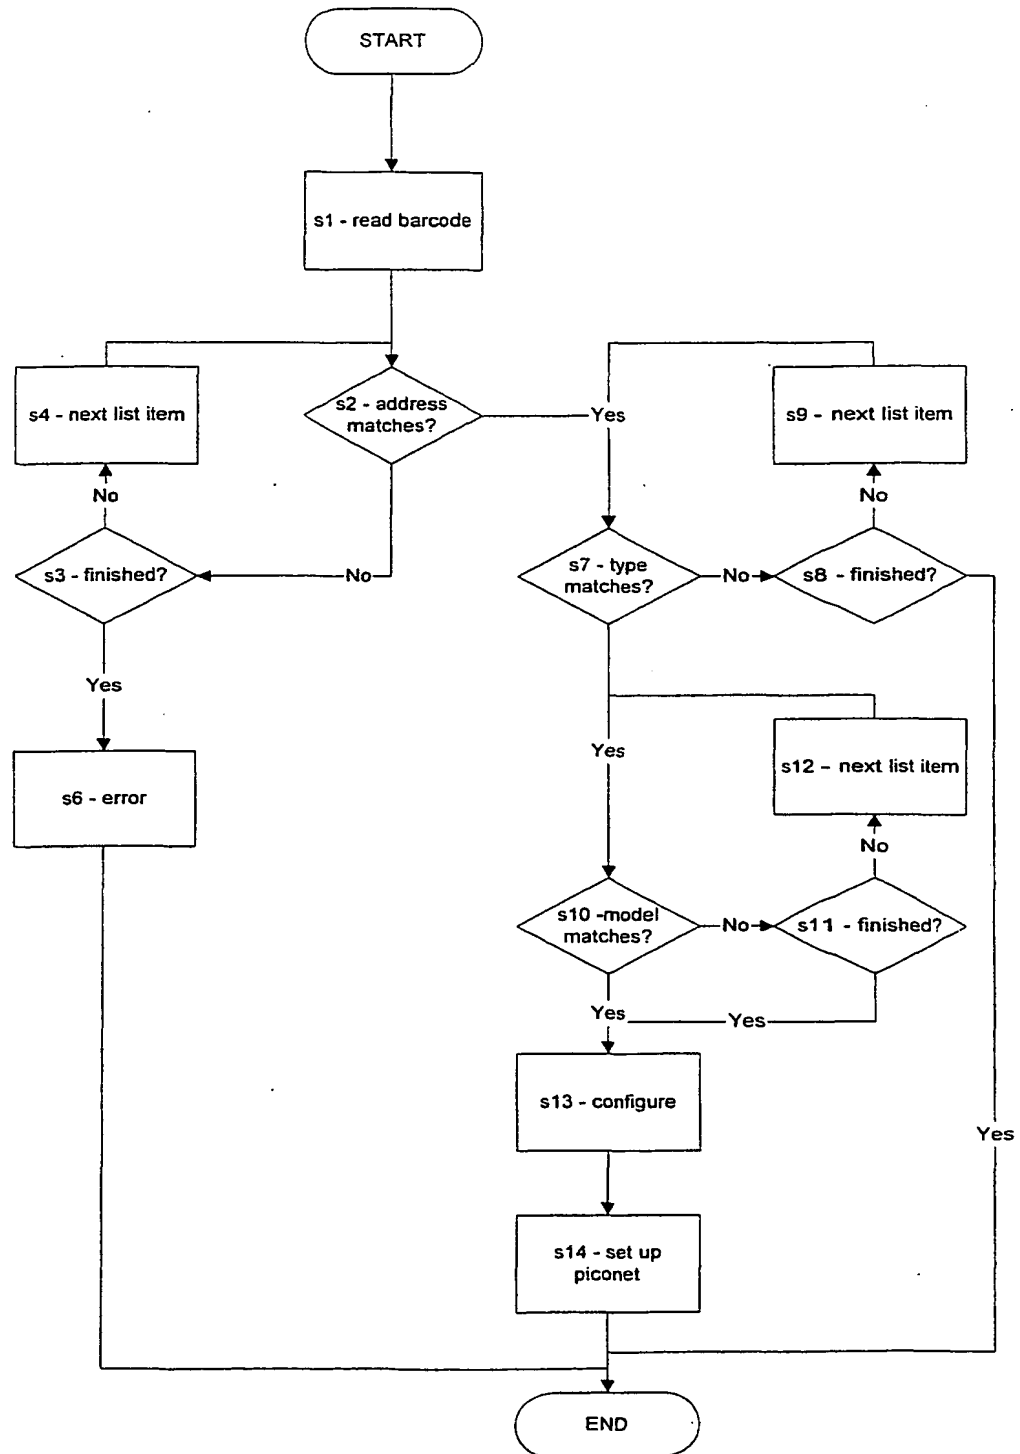 START
s1 - read barcode
s4 - next list item
s2 - address
matches?
Yes
s9 - next list item
No
No
s3 - finished?
No
s7 - type
matches?
No
s8 - finished?
Yes
Yes
s12 - next list item
s6 - error
No
s10 -model
matches?
No
s11 - finished?
Yes
Yes
s13 - configure
Yes
s14 - set up
piconet
END